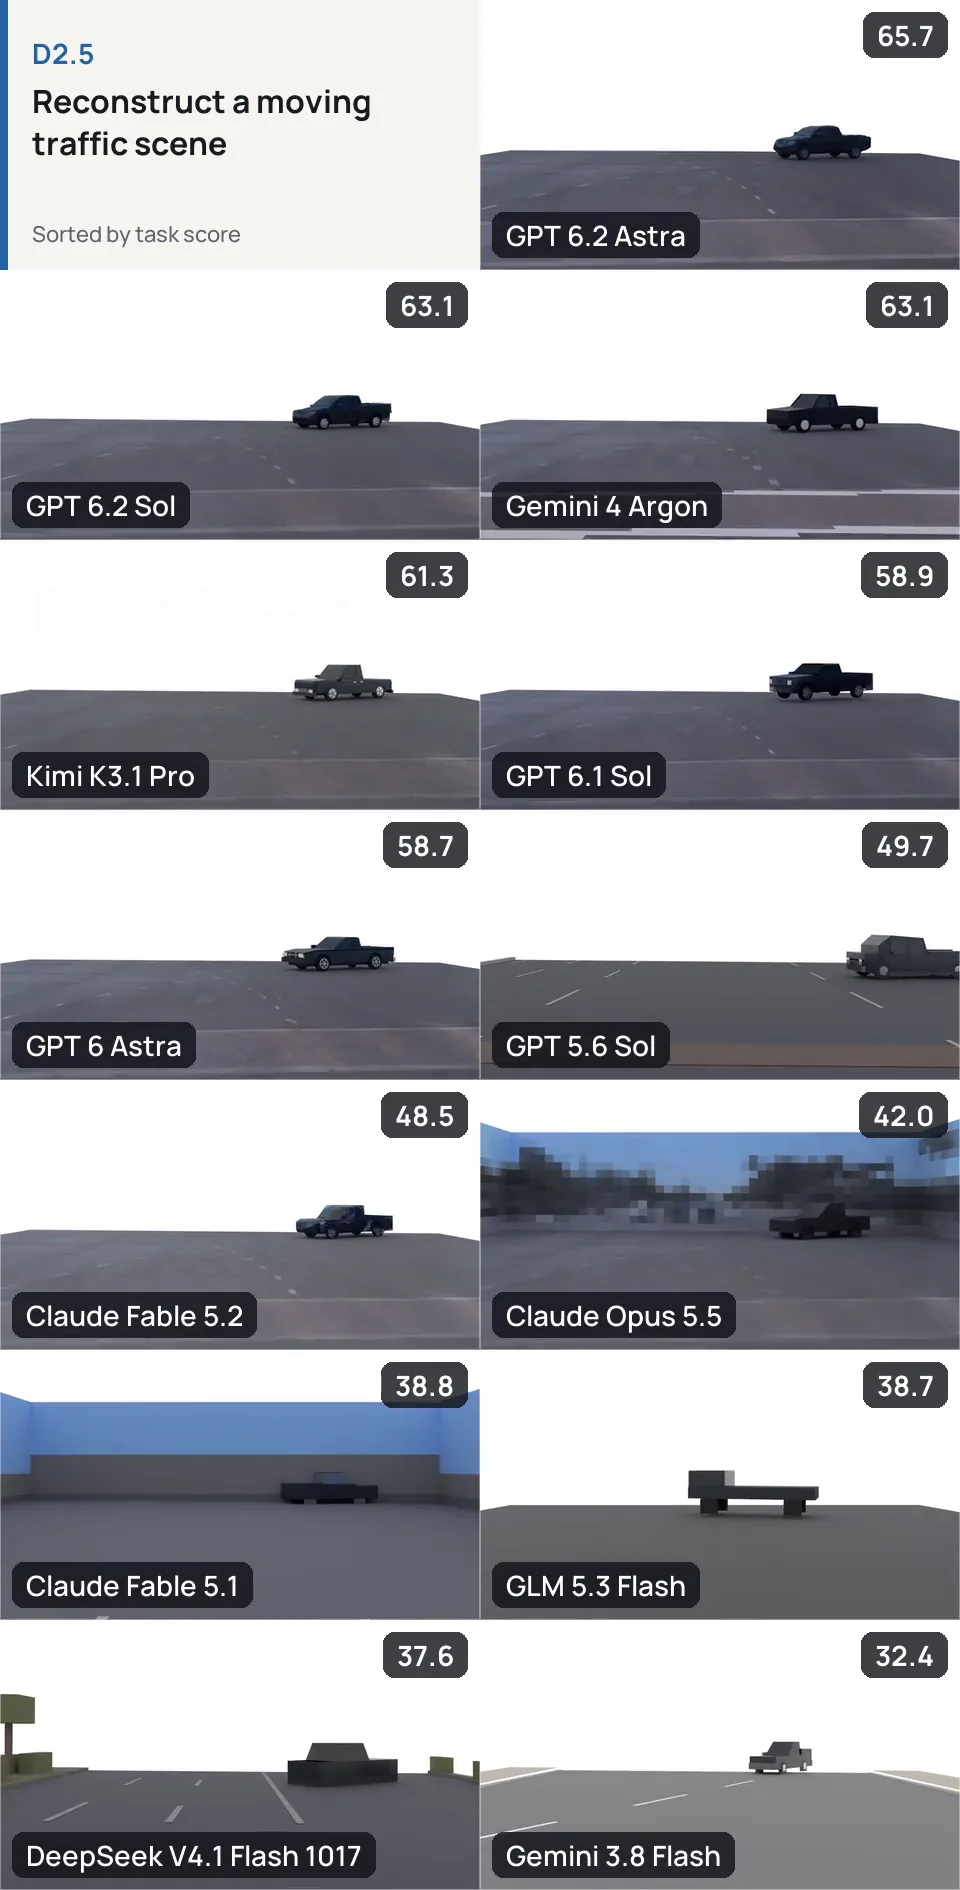 D2.5
Reconstruct a moving
traffic scene
Sorted by task score
65.7
GPT 6.2 Astra
63.1
GPT 6.2 Sol
63.1
Gemini 4 Argon
61.3
Kimi K3.1 Pro
58.9
GPT 6.1 Sol
58.7
GPT 6 Astra
49.7
GPT 5.6 Sol
48.5
Claude Fable 5.2
42.0
Claude Opus 5.5
38.8
Claude Fable 5.1
38.7
GLM 5.3 Flash
37.6
DeepSeek V4.1 Flash 1017
32.4
Gemini 3.8 Flash